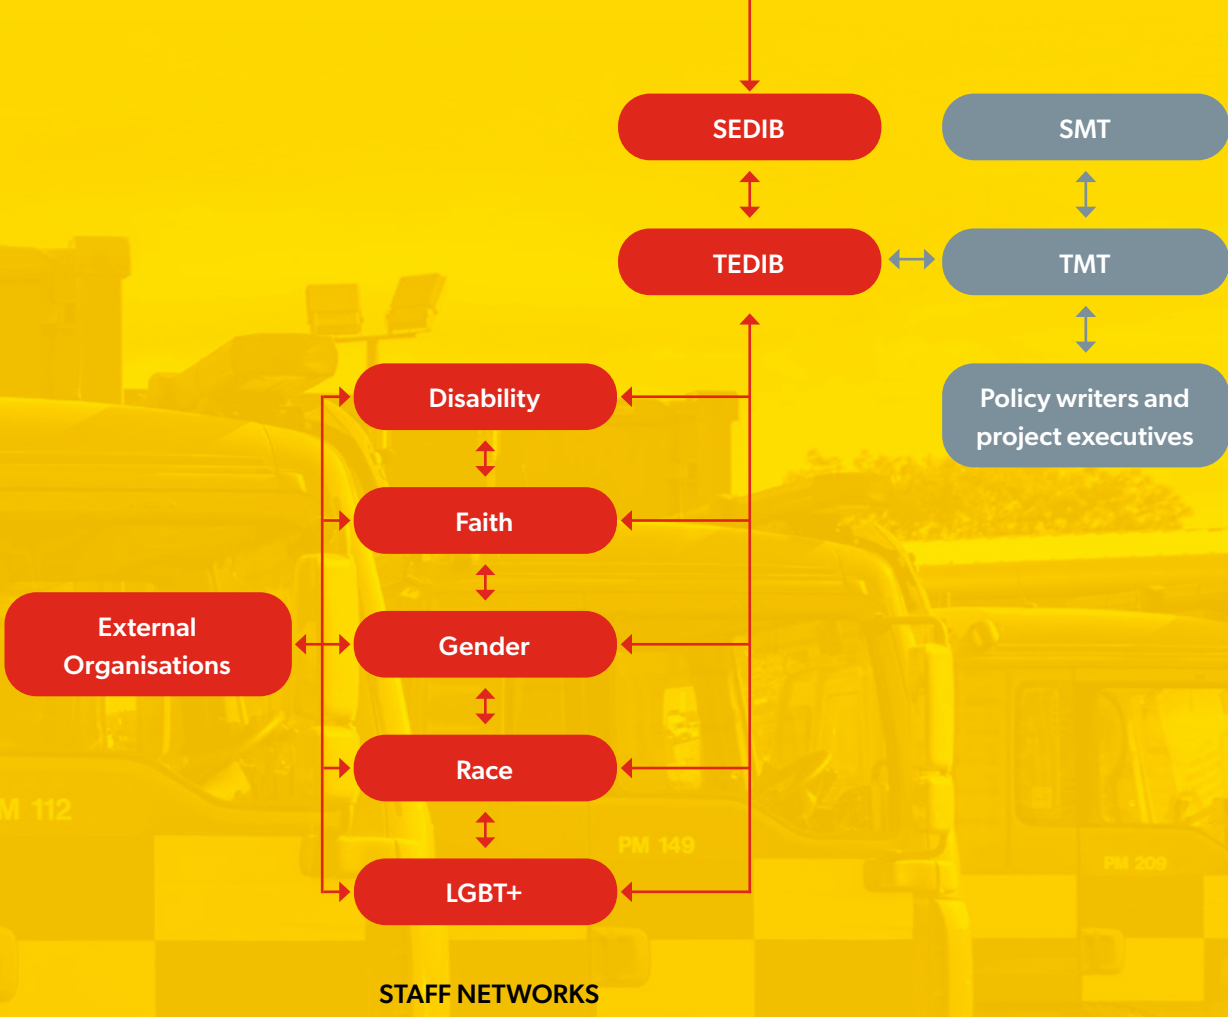 SEDIB
SMT
TEDIB
TMT
Disability
Policy writers and
project executives
Faith
External
Organisations
Gender
Race
M 112
PM 149
PM 209
LGBT+
STAFF NETWORKS